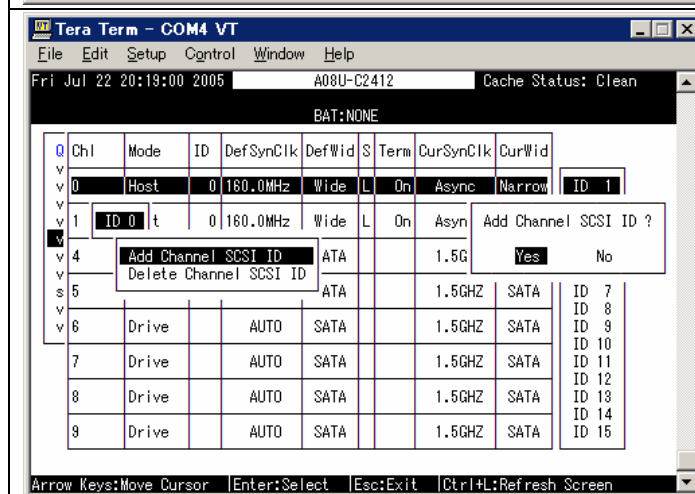 Tera Term - COM4 VT
File Edit Setup Control Window Help
Fri Jul 22 20:19:00 2005 A08U-C2412 Cache Status: Clean
BAT:NONE
Q Chl Mode ID DefSynClk DefWid S Term CurSynClk CurWid
v
v 0 Host 0 160.0MHz Wide L On Async Narrow ID 1
v
v 1 ID 0 t 0 160.0MHz Wide L On Asyn Add Channel SCSI ID ?
v
v 4 Add Channel SCSI ID ATA 1.5G Yes No
v Delete Channel SCSI ID
s 5 ATA 1.5GHZ SATA ID 7
v ID 8
v 6 Drive AUTO SATA 1.5GHZ SATA ID 9
ID 10
7 Drive AUTO SATA 1.5GHZ SATA ID 11
ID 12
8 Drive AUTO SATA 1.5GHZ SATA ID 13
ID 14
9 Drive AUTO SATA 1.5GHZ SATA ID 15
Arrow Keys:Move Cursor |Enter:Select |Esc:Exit |Ctrl+L:Refresh Screen